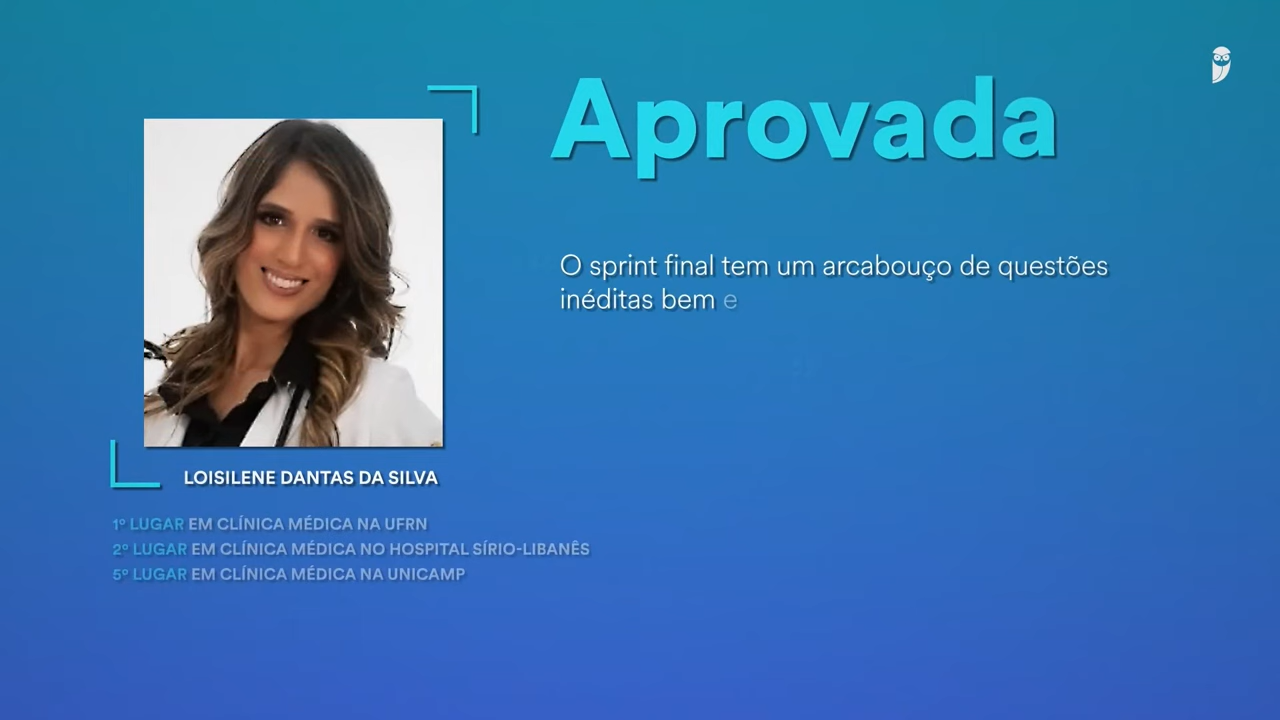 Aprovada
O sprint final tem um arcabouço de questões
inéditas bem e
LOISILENE DANTAS DA SILVA
1º LUGAR EM CLÍNICA MÉDICA NA UFRN
2º LUGAR EM CLÍNICA MÉDICA NO HOSPITAL SÍRIO-LIBANÊS
5º LUGAR EM CLÍNICA MÉDICA NA UNICAMP